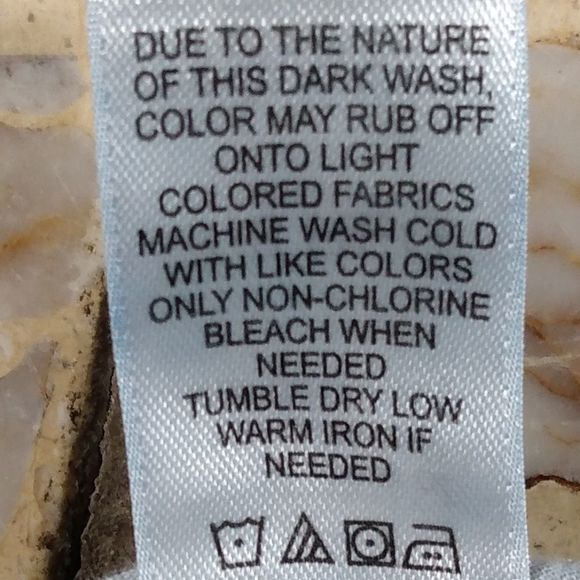 DUE TO THE NATURE
OF THIS DARK WASH,
COLOR MAY RUB OFF
ONTO LIGHT
COLORED FABRICS
MACHINE WASH COLD
WITH LIKE COLORS
ONLY NON-CHLORINE
BLEACH WHEN
NEEDED
TUMBLE DRY LOW
WARM IRON IF
NEEDED